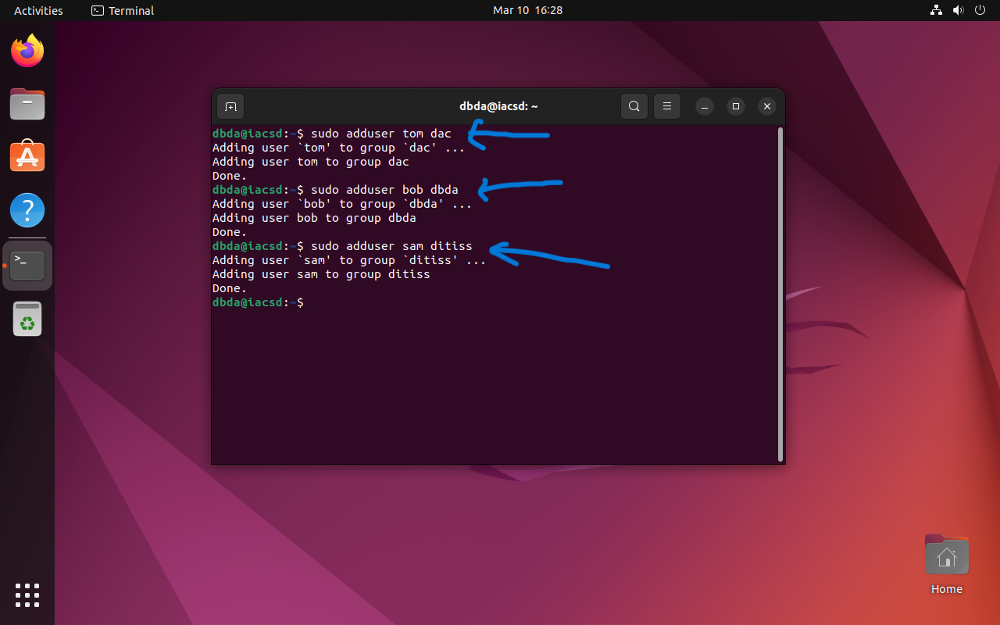 Activities Terminal Mar 10 16:28
dbda@iacsd: ~
dbda@iacsd:~$ sudo adduser tom dac
Adding user `tom' to group `dac' ...
Adding user tom to group dac
Done.
dbda@iacsd:~$ sudo adduser bob dbda
Adding user `bob' to group `dbda' ...
Adding user bob to group dbda
Done.
dbda@iacsd:~$ sudo adduser sam ditiss
Adding user `sam' to group `ditiss' ...
Adding user sam to group ditiss
Done.
dbda@iacsd:~$
Home